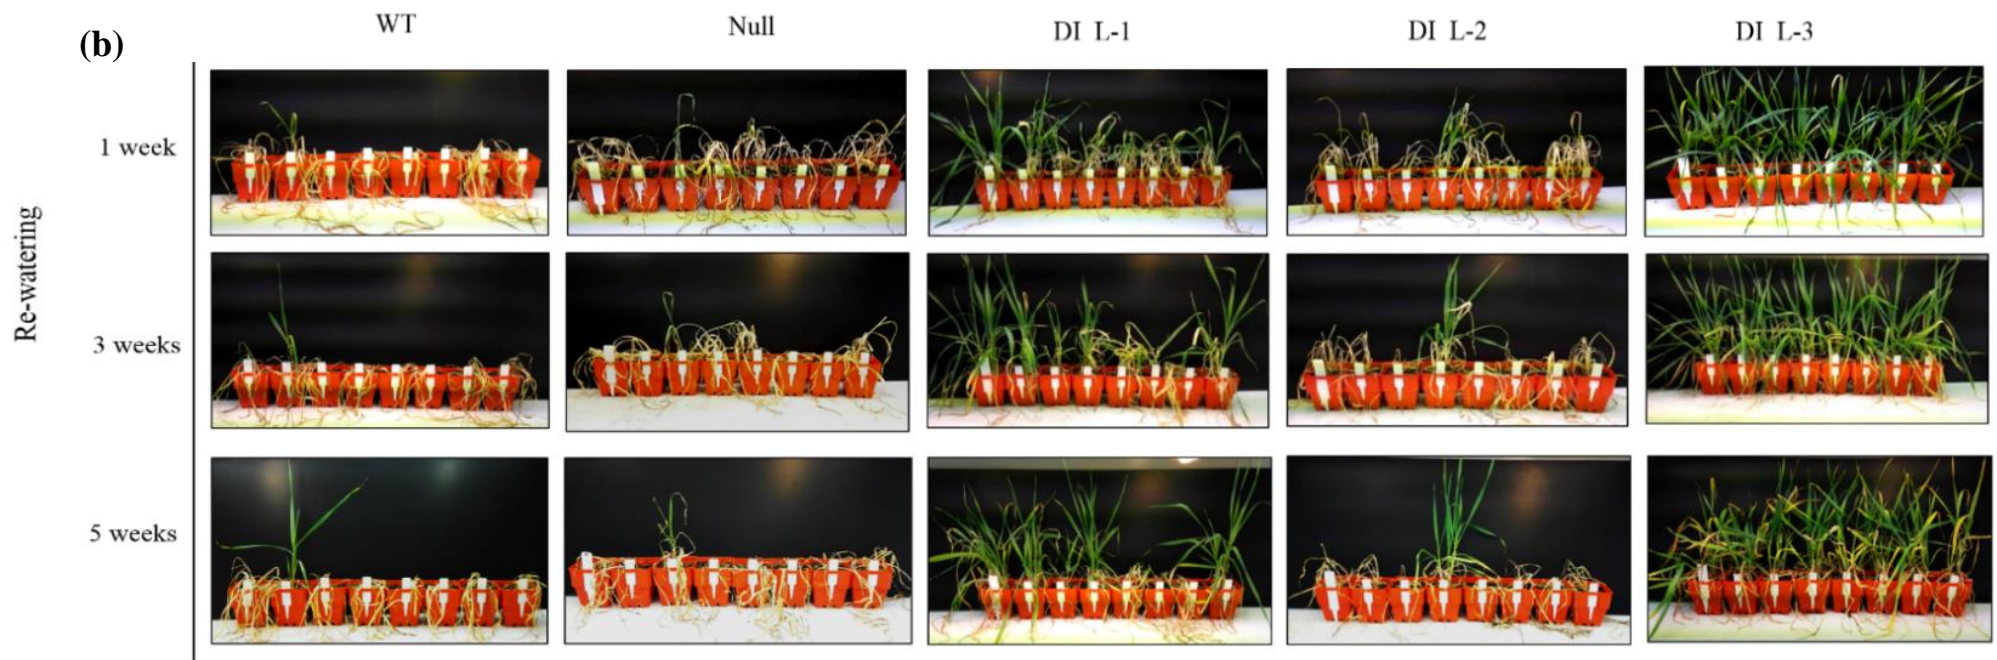 (b)
WT
Null
DI L-1
DI L-2
DI L-3
Re-watering
1 week
3 weeks
5 weeks